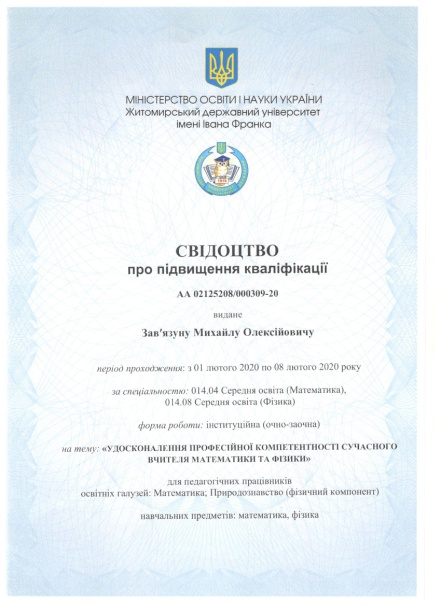 МІНІСТЕРСТВО ОСВІТИ І НАУКИ УКРАЇНИ
Житомирський державний університет
імені Івана Франка
СВІДОЦТВО
про підвищення кваліфікації
АА 02125208/000309-20
видане
Зав'язуну Михайлу Олексійовичу
період проходження: з 01 лютого 2020 по 08 лютого 2020 року
за спеціальностю: 014.04 Середня освіта (Математика),
014.08 Середня освіта (Фізика)
форма роботи: інституційна (очно-заочна)
на тему: «УДОСКОНАЛЕННЯ ПРОФЕСІЙНОЇ КОМПЕТЕНТНОСТІ СУЧАСНОГО
ВЧИТЕЛЯ МАТЕМАТИКИ ТА ФІЗИКИ»
для педагогічних працівників
освітніх галузей: Математика; Природознавство (фізичний компонент)
навчальних предметів: математика, фізика